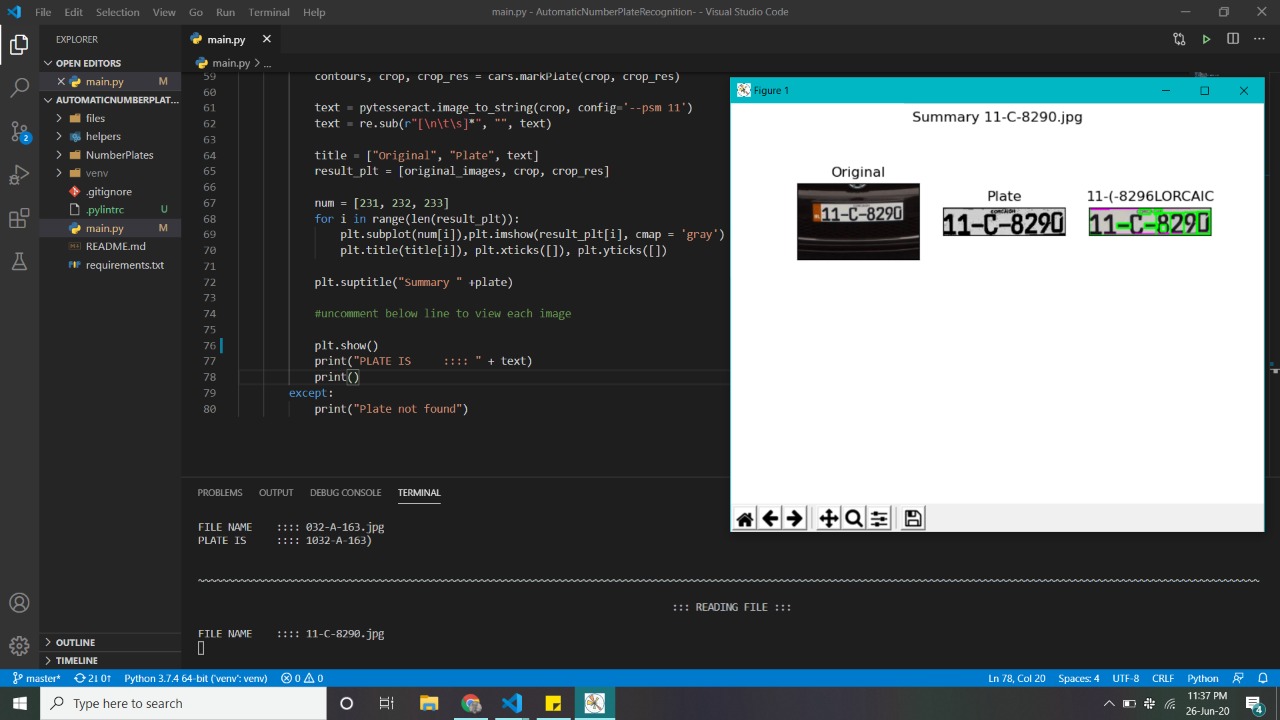 File Edit Selection View Go Run Terminal Help
main.py - AutomaticNumberPlateRecognition- - Visual Studio Code
EXPLORER
OPEN EDITORS
main.py M
AUTOMATICNUMBERPLAT...
files
helpers
NumberPlates
venv
.gitignore
.pylintrc U
main.py M
README.md
requirements.txt
OUTLINE
TIMELINE
2
main.py
main.py > ...
59 contours, crop, crop_res = cars.markPlate(crop, crop_res)
60
61 text = pytesseract.image_to_string(crop, config='--psm 11')
62 text = re.sub(r"[\n\t\s]*", "", text)
63
64 title = ["Original", "Plate", text]
65 result_plt = [original_images, crop, crop_res]
66
67 num = [231, 232, 233]
68 for i in range(len(result_plt)):
69 plt.subplot(num[i]),plt.imshow(result_plt[i], cmap = 'gray')
70 plt.title(title[i]), plt.xticks([]), plt.yticks([])
71
72 plt.suptitle("Summary " +plate)
73
74 #uncomment below line to view each image
75
76 plt.show()
77 print("PLATE IS     :::: " + text)
78 print()
79 except:
80 print("Plate not found")
Figure 1
Summary 11-C-8290.jpg
Original
11-C-8290
Plate
11-C-8290
11-(-8296LORCAIC
11-C-8290
PROBLEMS OUTPUT DEBUG CONSOLE TERMINAL
FILE NAME    :::: 032-A-163.jpg
PLATE IS     :::: 1032-A-163)
~~~~~~~~~~~~~~~~~~~~~~~~~~~~~~~~~~~~~~~~~~~~~~~~~~~~~~~~~~~~~~~~~~~~~~~~~~~~~~~~
::: READING FILE :::
FILE NAME    :::: 11-C-8290.jpg
master* 2↓ 0↑ Python 3.7.4 64-bit ('venv': venv) 0 0
Ln 78, Col 20 Spaces: 4 UTF-8 CRLF Python
Type here to search
11:37 PM
26-Jun-20
4